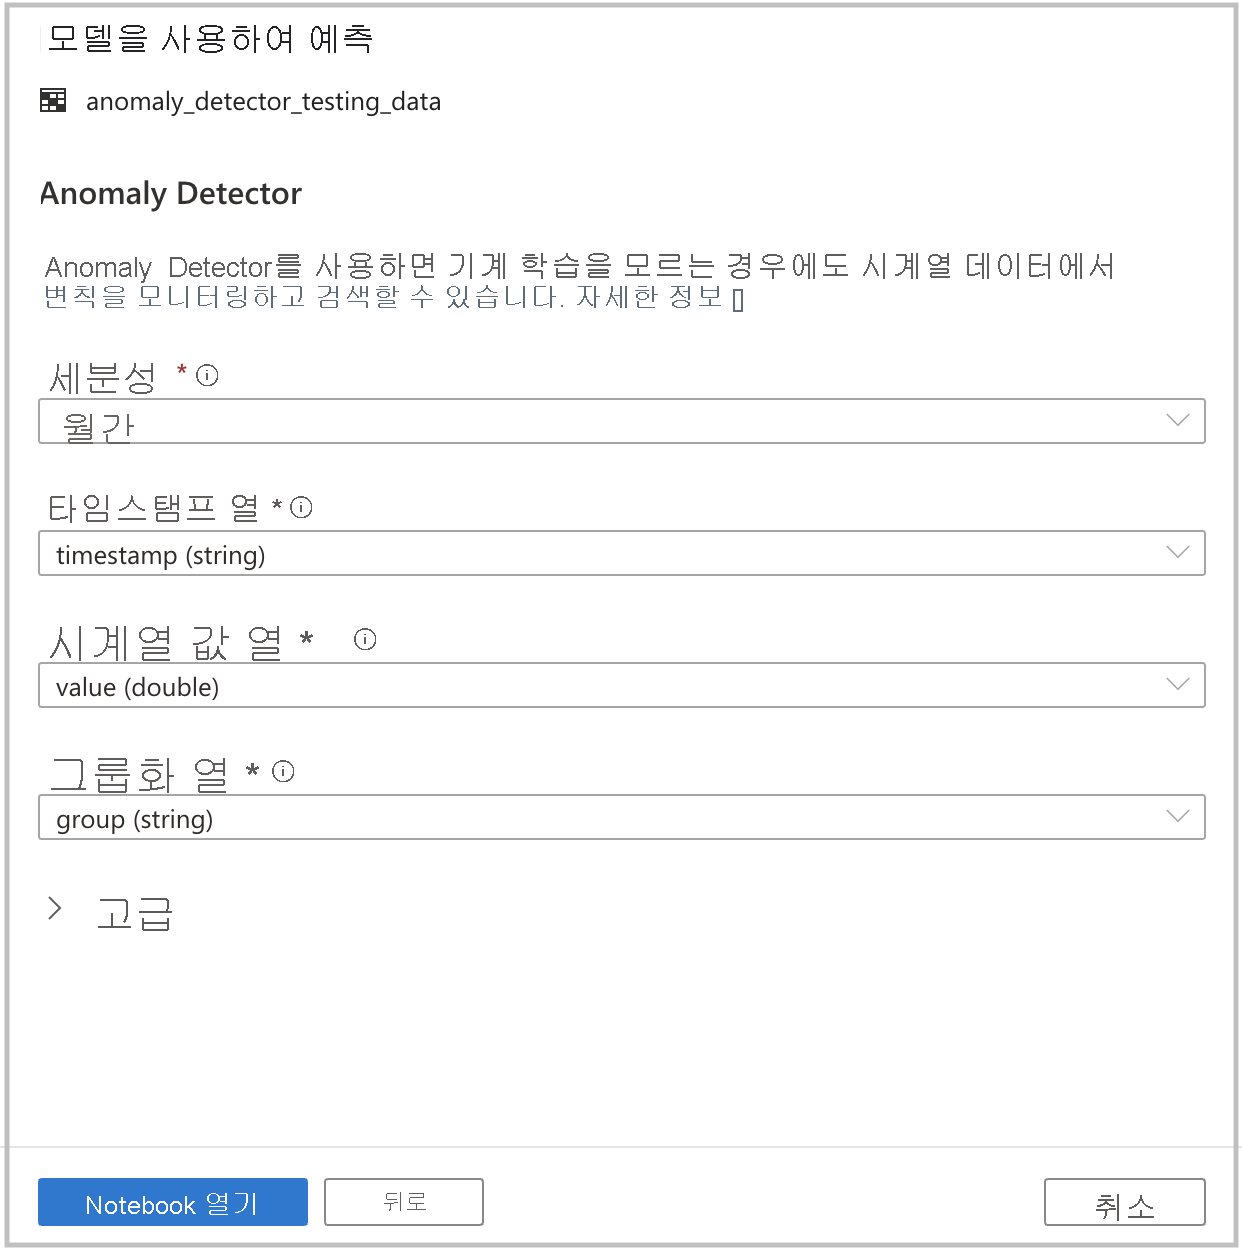 모델을 사용하여 예측
anomaly_detector_testing_data
Anomaly Detector
Anomaly Detector를 사용하면 기계 학습을 모르는 경우에도 시계열 데이터에서
변칙을 모니터링하고 검색할 수 있습니다. 자세한 정보 []
세분성 *
월간
타임스탬프 열 *
timestamp (string)
시계열 값 열 *
value (double)
그룹화 열 *
group (string)
고급
Notebook 열기
뒤로
취소